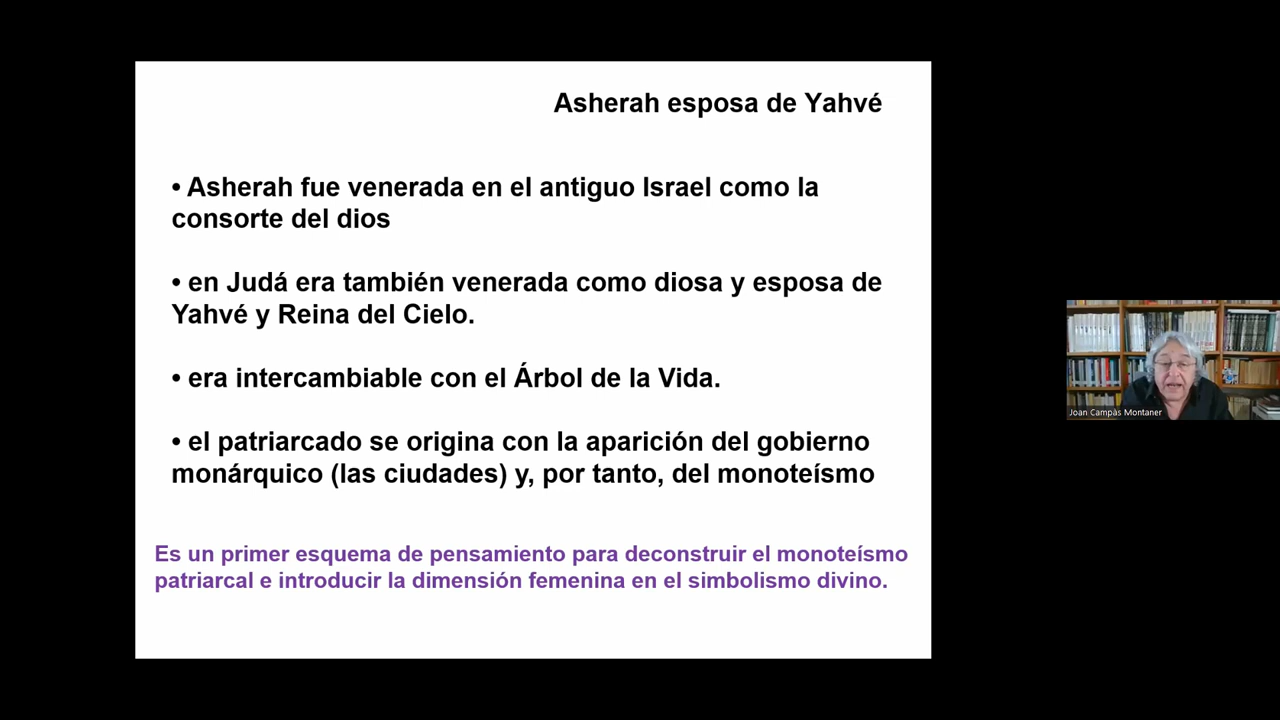 Asherah esposa de Yahvé
• Asherah fue venerada en el antiguo Israel como la
consorte del dios
• en Judá era también venerada como diosa y esposa de
Yahvé y Reina del Cielo.
• era intercambiable con el Árbol de la Vida.
• el patriarcado se origina con la aparición del gobierno
monárquico (las ciudades) y, por tanto, del monoteísmo
Es un primer esquema de pensamiento para deconstruir el monoteísmo
patriarcal e introducir la dimensión femenina en el simbolismo divino.
Joan Campàs Montaner